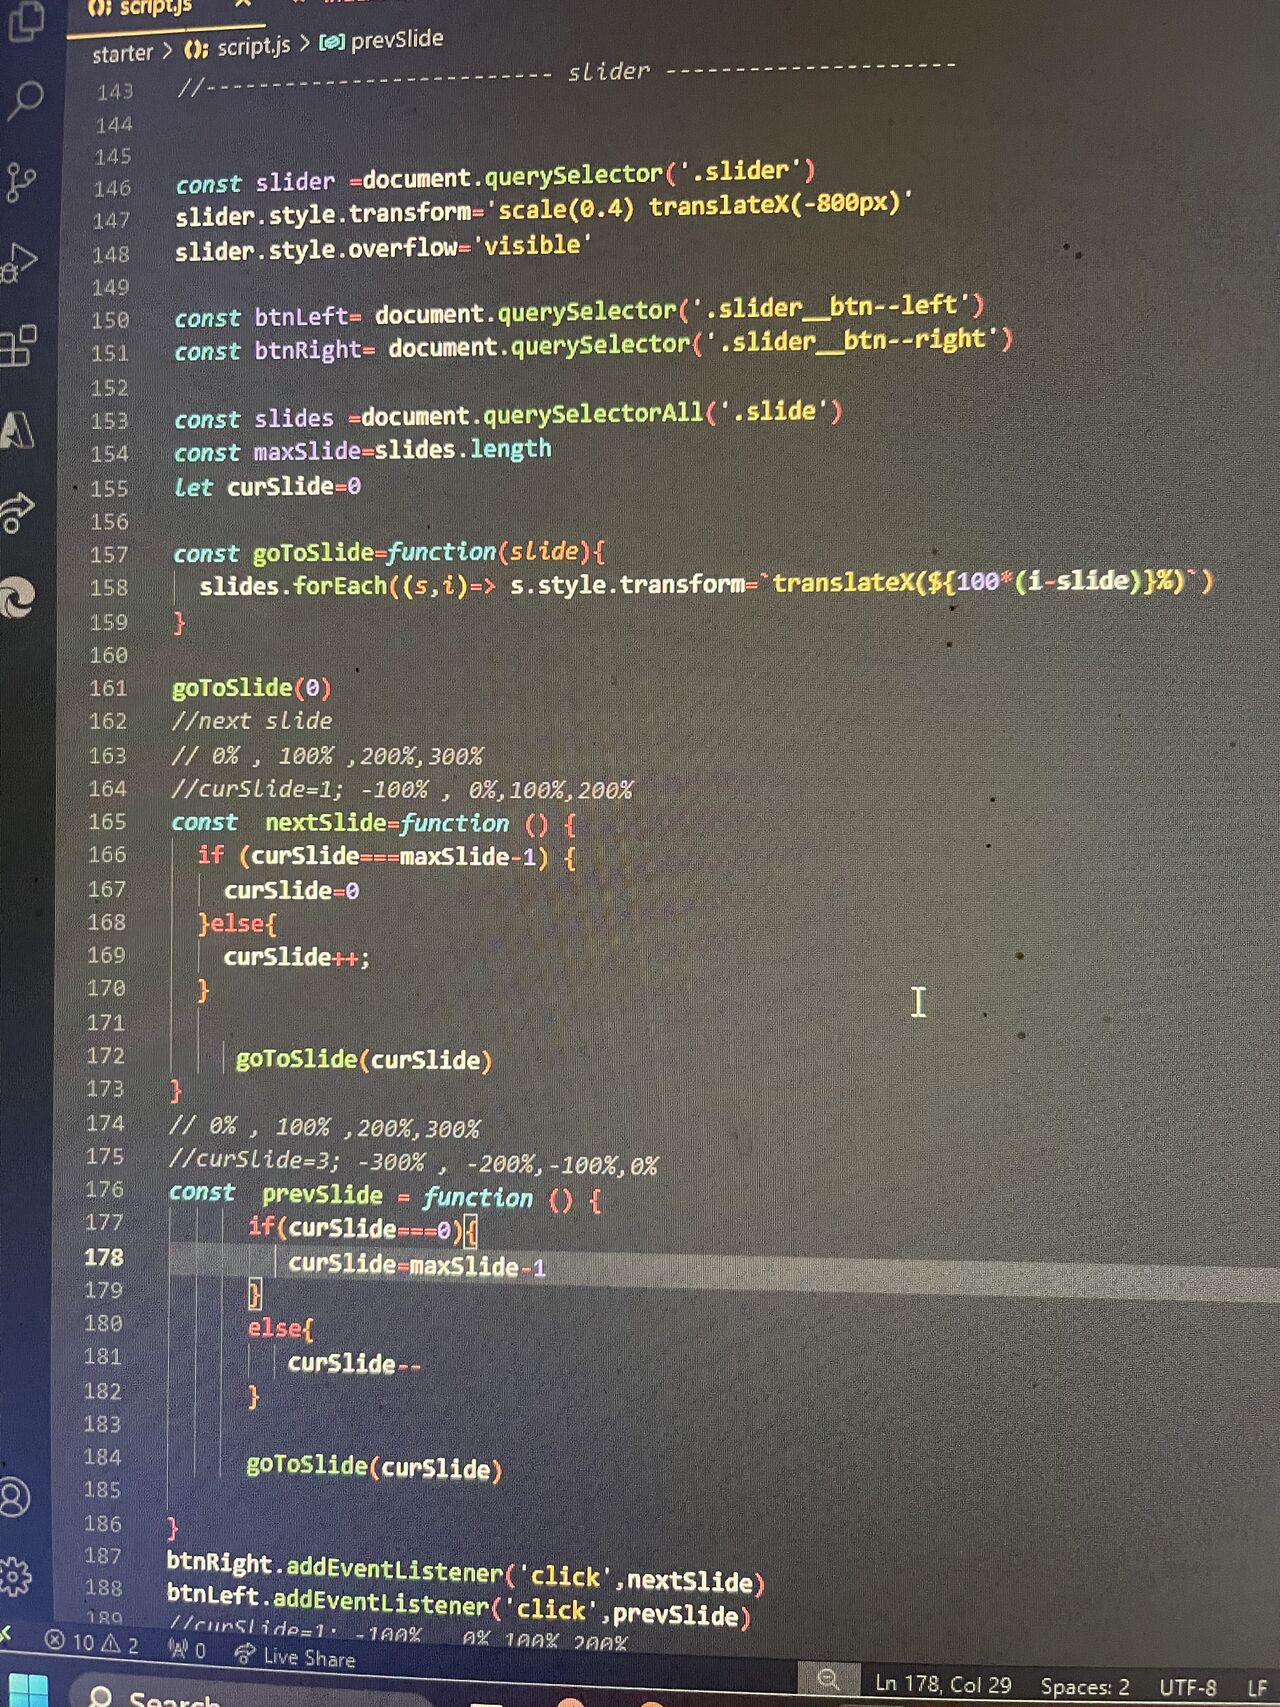 script.js
starter > script.js > prevSlide
143 //-------------------------- slider ----------------------
144
145
146 const slider =document.querySelector('.slider')
147 slider.style.transform='scale(0.4) translateX(-800px)'
148 slider.style.overflow='visible'
149
150 const btnLeft= document.querySelector('.slider__btn--left')
151 const btnRight= document.querySelector('.slider__btn--right')
152
153 const slides =document.querySelectorAll('.slide')
154 const maxSlide=slides.length
155 let curSlide=0
156
157 const goToSlide=function(slide){
158 slides.forEach((s,i)=> s.style.transform=`translateX(${100*(i-slide)}%)`)
159 }
160
161 goToSlide(0)
162 //next slide
163 // 0% , 100% ,200%,300%
164 //curSlide=1; -100% , 0%,100%,200%
165 const  nextSlide=function () {
166 if (curSlide===maxSlide-1) {
167 curSlide=0
168 }else{
169 curSlide++;
170 }
171
172 goToSlide(curSlide)
173 }
174 // 0% , 100% ,200%,300%
175 //curSlide=3; -300% , -200%,-100%,0%
176 const  prevSlide = function () {
177 if(curSlide===0){
178 curSlide=maxSlide-1
179 }
180 else{
181 curSlide--
182 }
183
184 goToSlide(curSlide)
185
186 }
187 btnRight.addEventListener('click',nextSlide)
188 btnLeft.addEventListener('click',prevSlide)
189 //curSlide=1; -100% 0% 100% 200%
10 2 0 Live Share Ln 178, Col 29 Spaces: 2 UTF-8 LF
Search